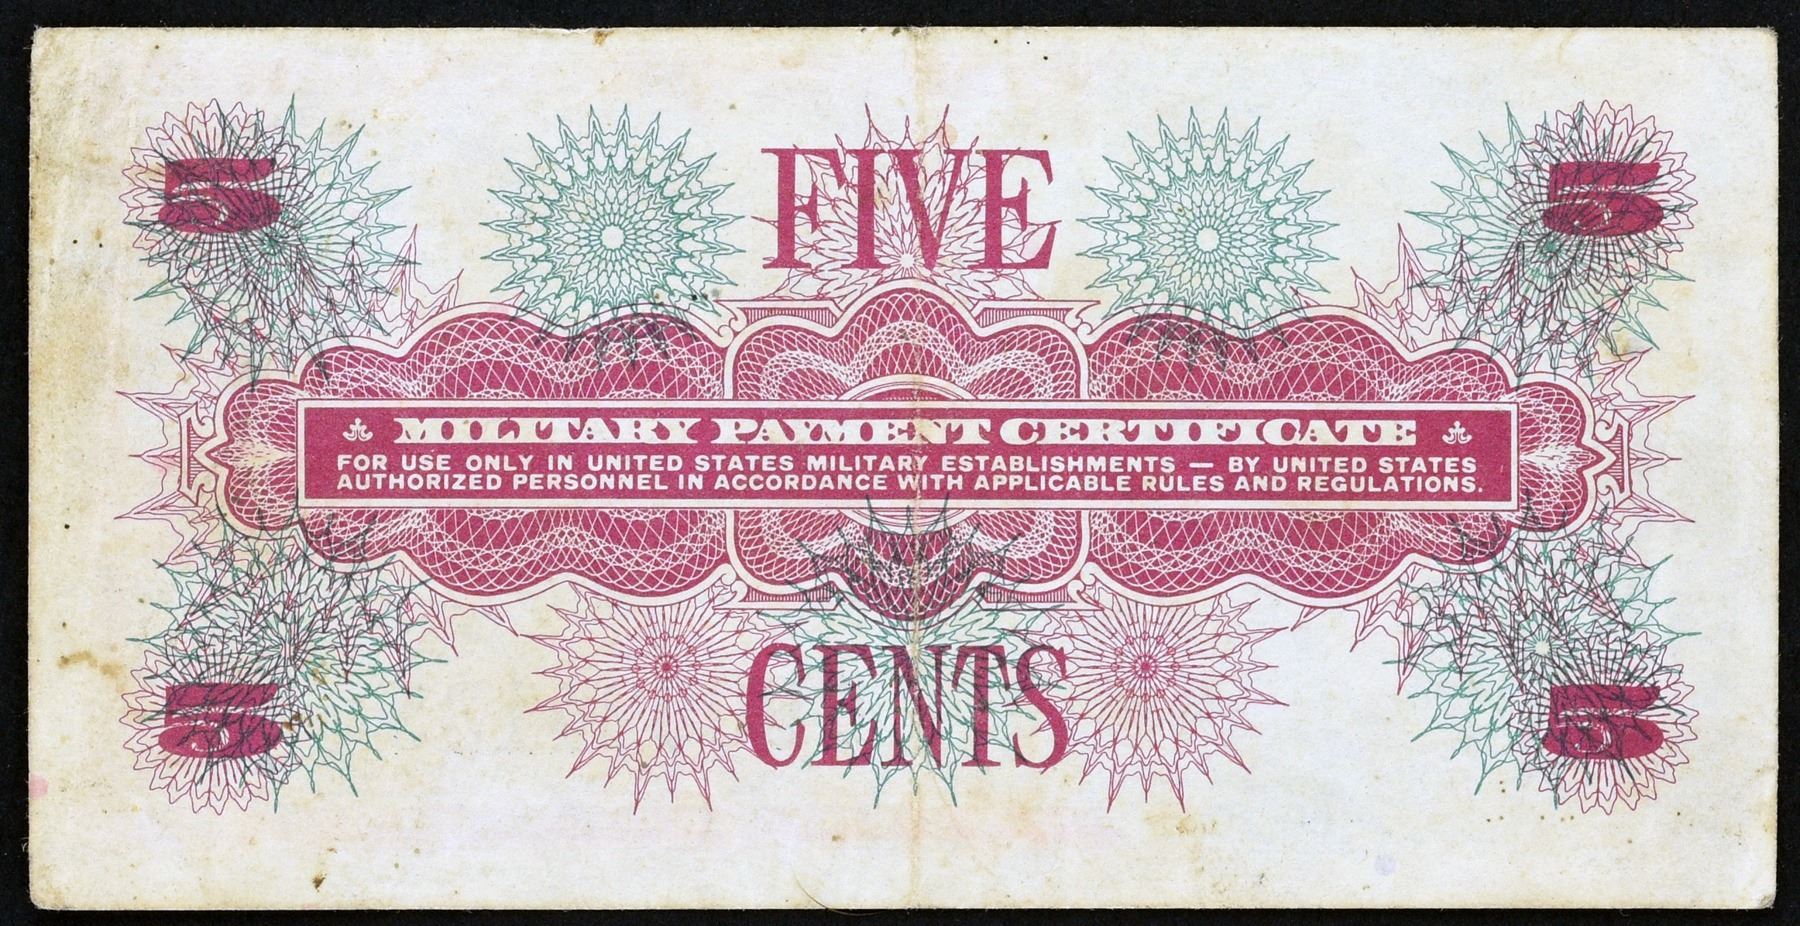 5 5
FIVE
MILITARY PAYMENT CERTIFICATE
FOR USE ONLY IN UNITED STATES MILITARY ESTABLISHMENTS — BY UNITED STATES
AUTHORIZED PERSONNEL IN ACCORDANCE WITH APPLICABLE RULES AND REGULATIONS.
CENTS
5 5